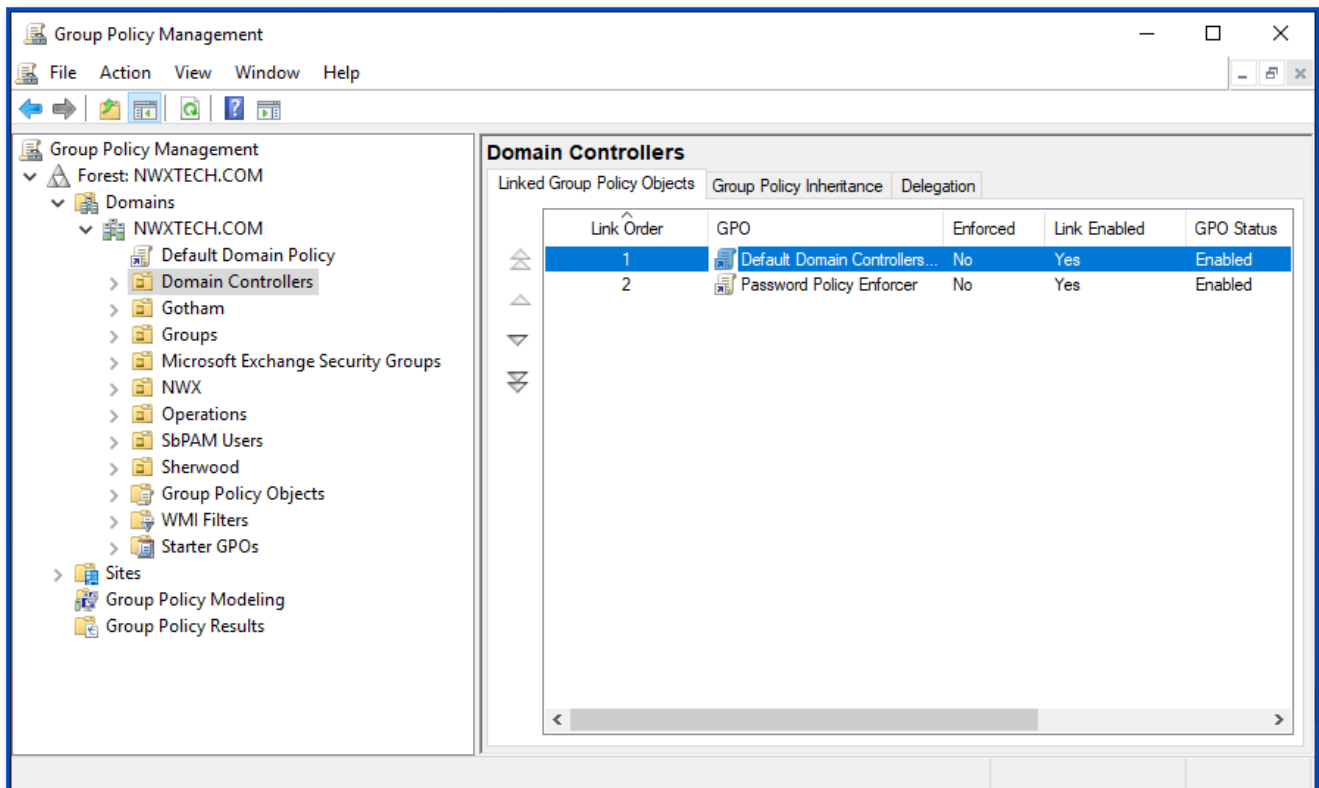 Group Policy Management
File Action View Window Help
Group Policy Management
Forest: NWXTECH.COM
Domains
NWXTECH.COM
Default Domain Policy
Domain Controllers
Gotham
Groups
Microsoft Exchange Security Groups
NWX
Operations
SbPAM Users
Sherwood
Group Policy Objects
WMI Filters
Starter GPOs
Sites
Group Policy Modeling
Group Policy Results
Domain Controllers
Linked Group Policy Objects Group Policy Inheritance Delegation
Link Order GPO Enforced Link Enabled GPO Status
1 Default Domain Controllers... No Yes Enabled
2 Password Policy Enforcer No Yes Enabled